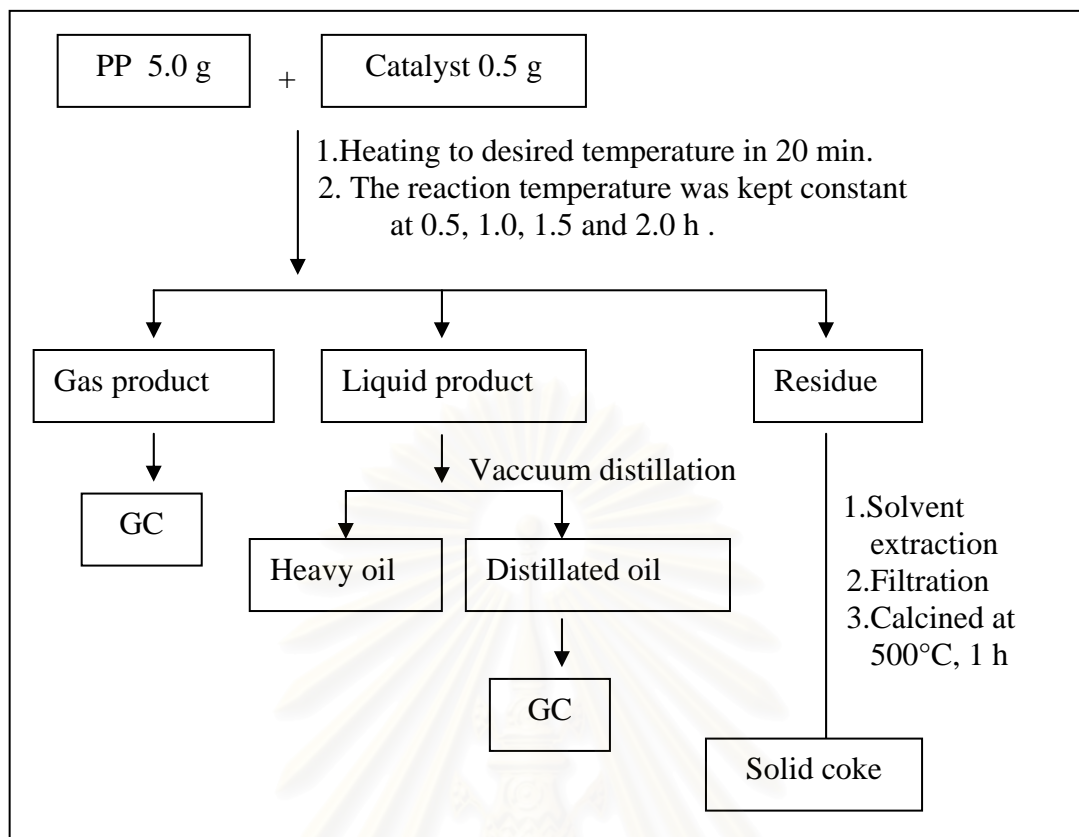 PP 5.0 g
+
Catalyst 0.5 g
1.Heating to desired temperature in 20 min.
2. The reaction temperature was kept constant
at 0.5, 1.0, 1.5 and 2.0 h .
Gas product
Liquid product
Residue
Vaccuum distillation
GC
Heavy oil
Distillated oil
1.Solvent
extraction
2.Filtration
3.Calcined at
500°C, 1 h
GC
Solid coke